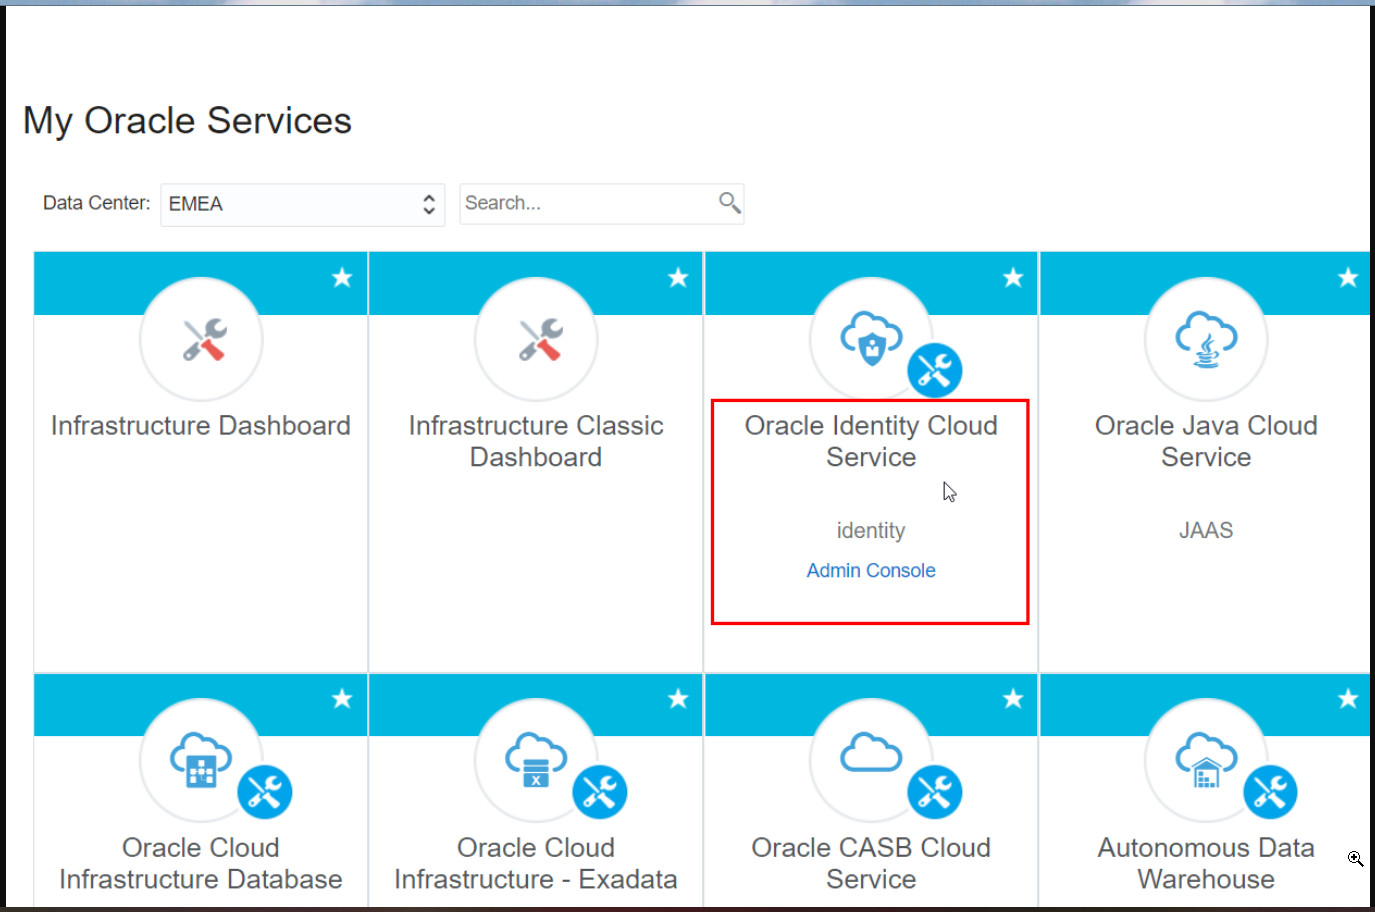 My Oracle Services
Data Center: EMEA Search...
Infrastructure Dashboard
Infrastructure Classic
Dashboard
Oracle Identity Cloud
Service
identity
Admin Console
Oracle Java Cloud
Service
JAAS
Oracle Cloud
Infrastructure Database
Oracle Cloud
Infrastructure - Exadata
Oracle CASB Cloud
Service
Autonomous Data
Warehouse